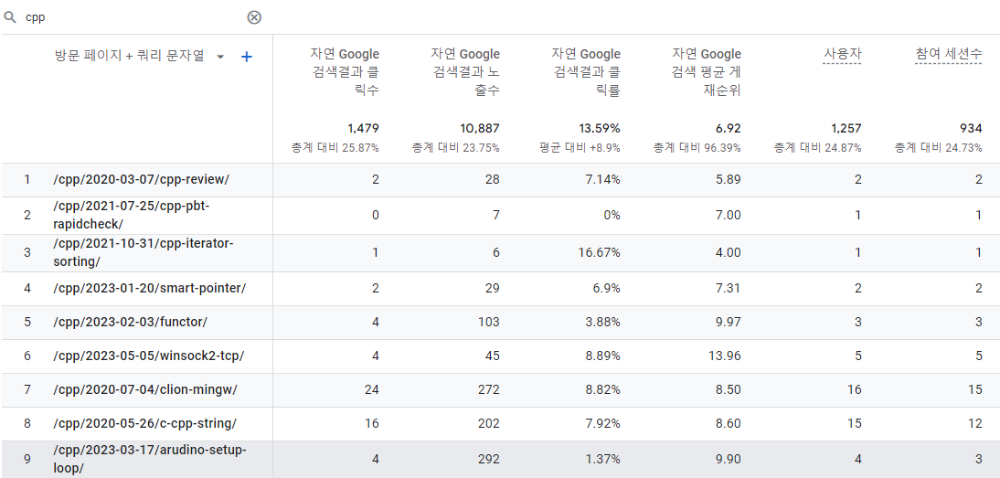 cpp
방문 페이지 + 쿼리 문자열
자연 Google 검색결과 클릭수
자연 Google 검색결과 노출수
자연 Google 검색결과 클릭률
자연 Google 검색 평균 게재순위
사용자
참여 세션수
1,479 10,887 13.59% 6.92 1,257 934
총계 대비 25.87% 총계 대비 23.75% 평균 대비 +8.9% 총계 대비 96.39% 총계 대비 24.87% 총계 대비 24.73%
1 /cpp/2020-03-07/cpp-review/ 2 28 7.14% 5.89 2 2
2 /cpp/2021-07-25/cpp-pbt-rapidcheck/ 0 7 0% 7.00 1 1
3 /cpp/2021-10-31/cpp-iterator-sorting/ 1 6 16.67% 4.00 1 1
4 /cpp/2023-01-20/smart-pointer/ 2 29 6.9% 7.31 2 2
5 /cpp/2023-02-03/functor/ 4 103 3.88% 9.97 3 3
6 /cpp/2023-05-05/winsock2-tcp/ 4 45 8.89% 13.96 5 5
7 /cpp/2020-07-04/clion-mingw/ 24 272 8.82% 8.50 16 15
8 /cpp/2020-05-26/c-cpp-string/ 16 202 7.92% 8.60 15 12
9 /cpp/2023-03-17/arudino-setup-loop/ 4 292 1.37% 9.90 4 3